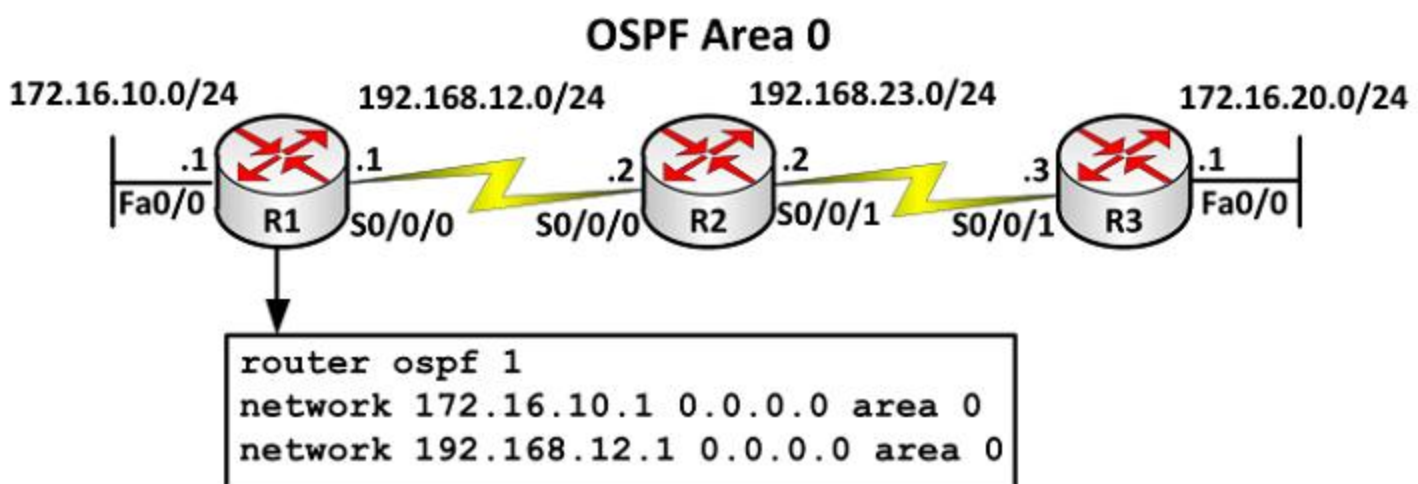 OSPF Area 0
172.16.10.0/24
192.168.12.0/24
192.168.23.0/24
172.16.20.0/24
.1
.1
.2
.2
.3
.1
Fa0/0
R1
S0/0/0
S0/0/0
R2
S0/0/1
S0/0/1
R3
Fa0/0
router ospf 1
network 172.16.10.1 0.0.0.0 area 0
network 192.168.12.1 0.0.0.0 area 0